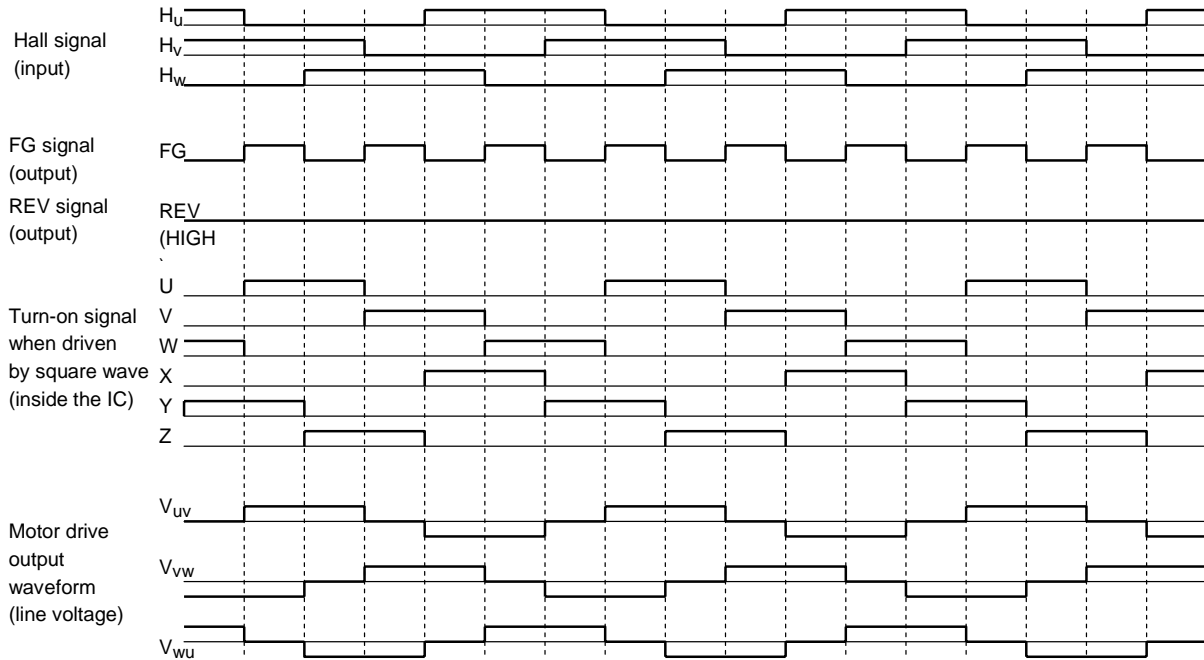 Hall signal
(input)
Hu
Hv
Hw
FG signal
(output)
FG
REV signal
(output)
REV
(HIGH
`
Turn-on signal
when driven
by square wave
(inside the IC)
U
V
W
X
Y
Z
Motor drive
output
waveform
(line voltage)
Vuv
Vvw
Vwu